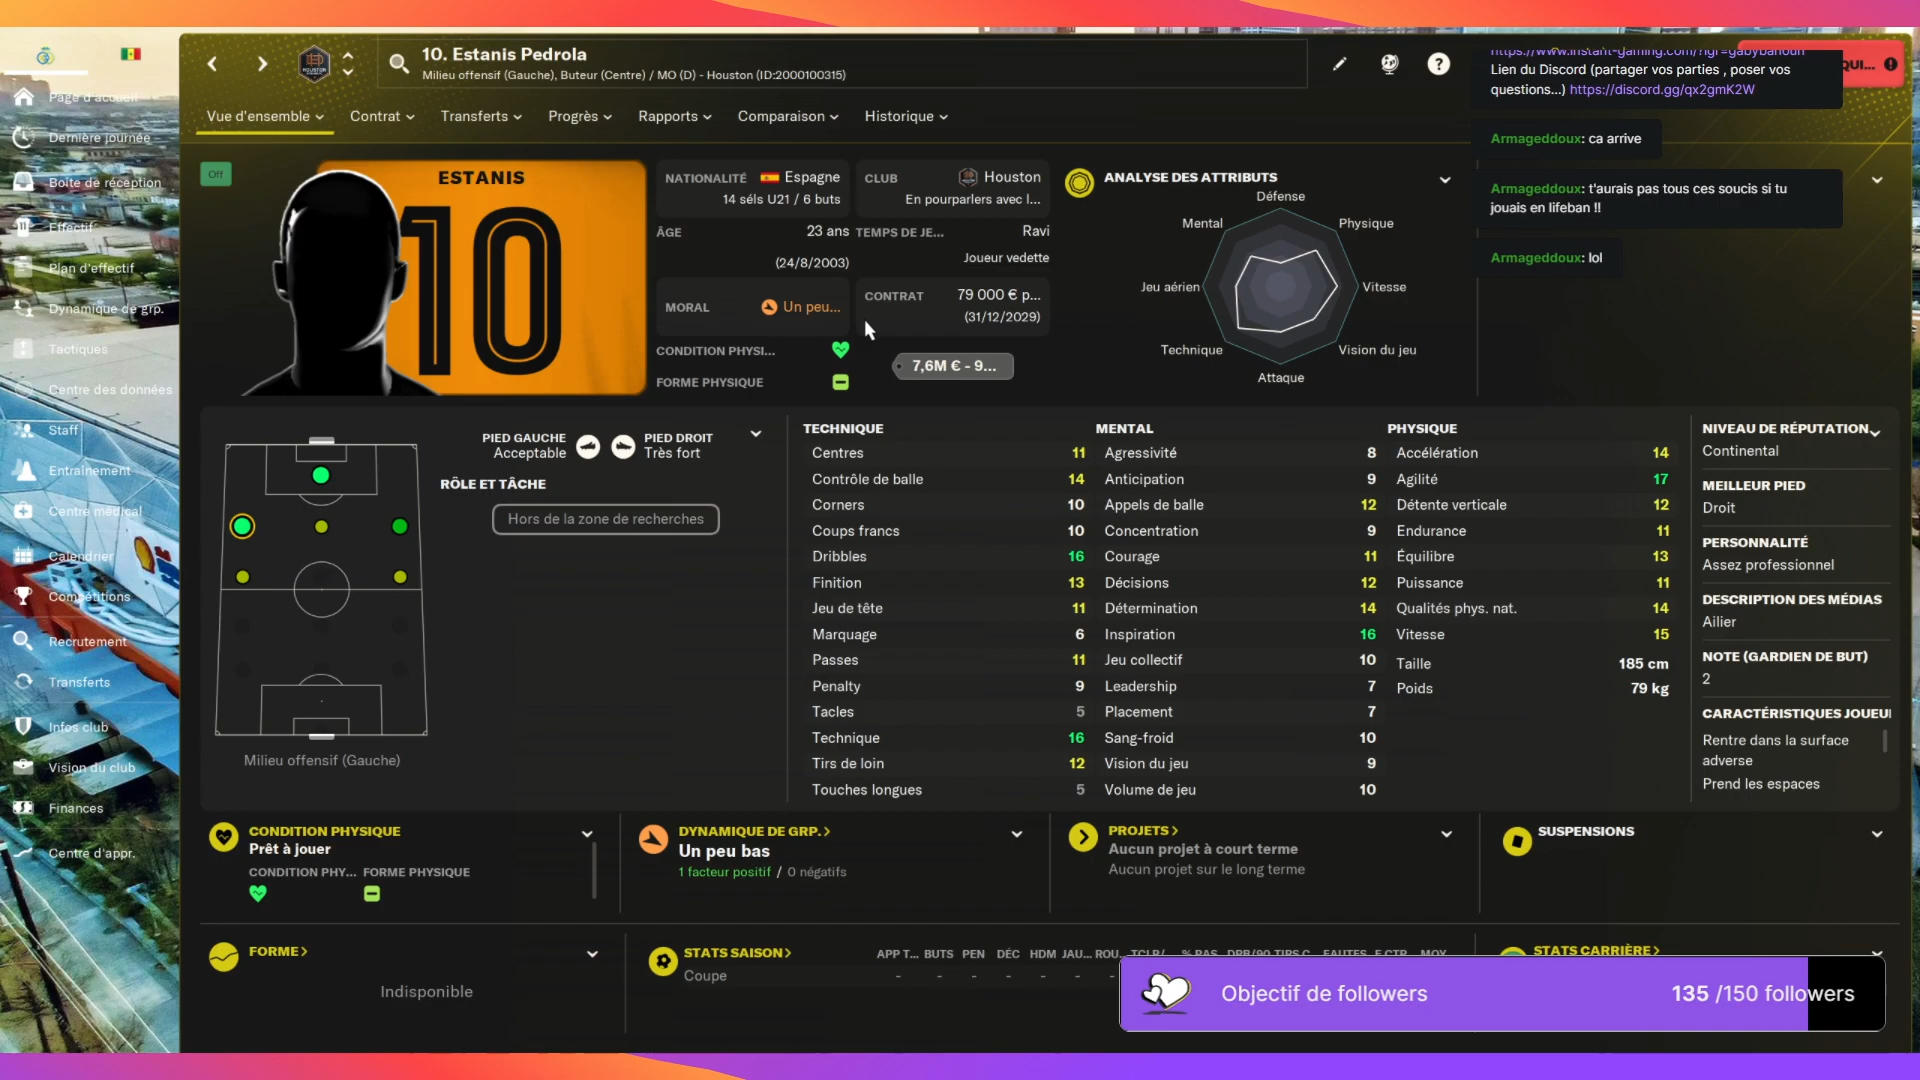 10. Estanis Pedrola
Milieu offensif (Gauche), Buteur (Centre) / MO (D) - Houston (ID:2000100315)
Vue d'ensemble
Contrat
Transferts
Progrès
Rapports
Comparaison
Historique
https://www.instant-gaming.com/?igr=gabybanoun
Lien du Discord (partager vos parties , poser vos
questions...) https://discord.gg/qx2gmK2W
QUI...
Armageddoux: ca arrive
Armageddoux: t'aurais pas tous ces soucis si tu
jouais en lifeban !!
Armageddoux: lol
Page d'accueil
Dernière journée
Boîte de réception
Effectif
Plan d'effectif
Dynamique de grp.
Tactiques
Centre des données
Staff
Entraînement
Centre médical
Calendrier
Compétitions
Recrutement
Transferts
Infos club
Vision du club
Finances
Centre d'appr.
Off
ESTANIS
10
NATIONALITÉ Espagne
14 séls U21 / 6 buts
ÂGE 23 ans
(24/8/2003)
MORAL Un peu...
CONDITION PHYSI...
FORME PHYSIQUE
CLUB Houston
En pourparlers avec l...
TEMPS DE JE... Ravi
Joueur vedette
CONTRAT 79 000 € p...
(31/12/2029)
7,6M € - 9...
ANALYSE DES ATTRIBUTS
Défense
Mental
Physique
Jeu aérien
Vitesse
Technique
Vision du jeu
Attaque
PIED GAUCHE
Acceptable
PIED DROIT
Très fort
RÔLE ET TÂCHE
Hors de la zone de recherches
Milieu offensif (Gauche)
TECHNIQUE
Centres 11
Contrôle de balle 14
Corners 10
Coups francs 10
Dribbles 16
Finition 13
Jeu de tête 11
Marquage 6
Passes 11
Penalty 9
Tacles 5
Technique 16
Tirs de loin 12
Touches longues 5
MENTAL
Agressivité 8
Anticipation 9
Appels de balle 12
Concentration 9
Courage 11
Décisions 12
Détermination 14
Inspiration 16
Jeu collectif 10
Leadership 7
Placement 7
Sang-froid 10
Vision du jeu 9
Volume de jeu 10
PHYSIQUE
Accélération 14
Agilité 17
Détente verticale 12
Endurance 11
Équilibre 13
Puissance 11
Qualités phys. nat. 14
Vitesse 15
Taille 185 cm
Poids 79 kg
NIVEAU DE RÉPUTATION
Continental
MEILLEUR PIED
Droit
PERSONNALITÉ
Assez professionnel
DESCRIPTION DES MÉDIAS
Ailier
NOTE (GARDIEN DE BUT)
2
CARACTÉRISTIQUES JOUEU
Rentre dans la surface
adverse
Prend les espaces
CONDITION PHYSIQUE
Prêt à jouer
CONDITION PHY... FORME PHYSIQUE
DYNAMIQUE DE GRP.>
Un peu bas
1 facteur positif / 0 négatifs
PROJETS>
Aucun projet à court terme
Aucun projet sur le long terme
SUSPENSIONS
FORME>
Indisponible
STATS SAISON>
APP T... BUTS PEN DÉC HDM JAU... ROU...
Coupe - - - - - - -
STATS CARRIÈRE>
Objectif de followers 135 /150 followers